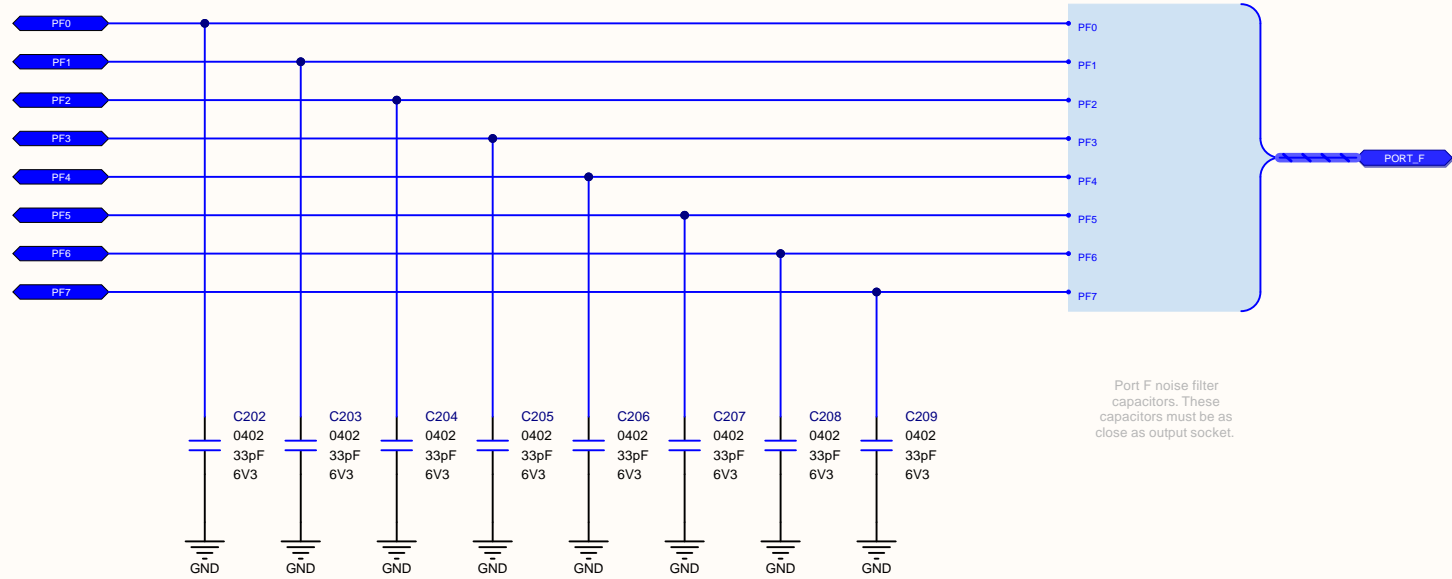 PF0
PF0
PF1
PF1
PF2
PF2
PF3
PF3
PORT_F
PF4
PF4
PF5
PF5
PF6
PF6
PF7
PF7
Port F noise filter
capacitors. These
capacitors must be as
close as output socket.
C202
0402
33pF
6V3
C203
0402
33pF
6V3
C204
0402
33pF
6V3
C205
0402
33pF
6V3
C206
0402
33pF
6V3
C207
0402
33pF
6V3
C208
0402
33pF
6V3
C209
0402
33pF
6V3
GND
GND
GND
GND
GND
GND
GND
GND